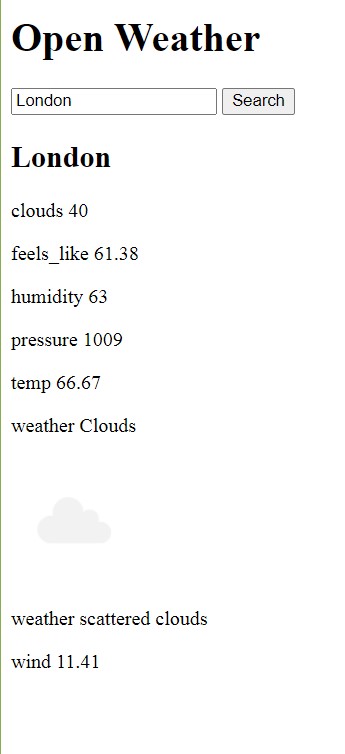 Open Weather
London Search
London
clouds 40
feels_like 61.38
humidity 63
pressure 1009
temp 66.67
weather Clouds
weather scattered clouds
wind 11.41